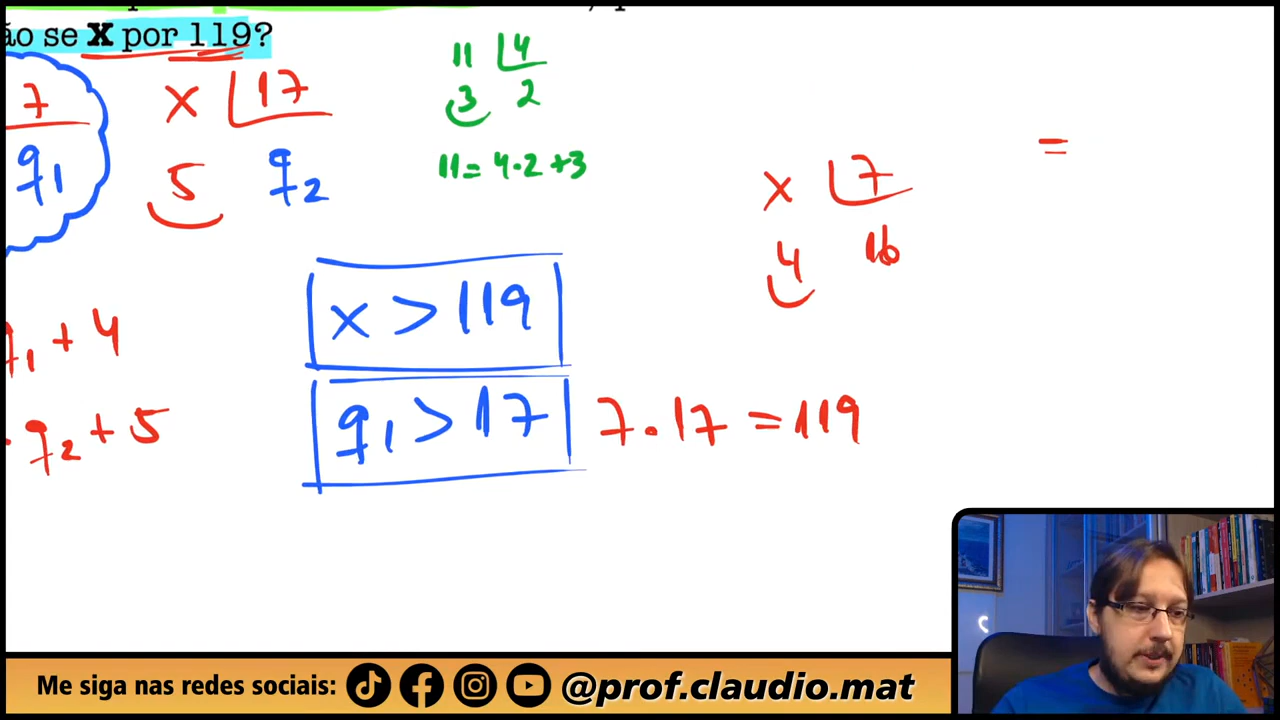 ão se X por 119?
7
q1
x 17
5 q2
11 4
3 2
11 = 4·2 + 3
x 7
4 16
=
x > 119
q1 + 4
q1 > 17 7·17 = 119
· q2 + 5
Me siga nas redes sociais: @prof.claudio.mat